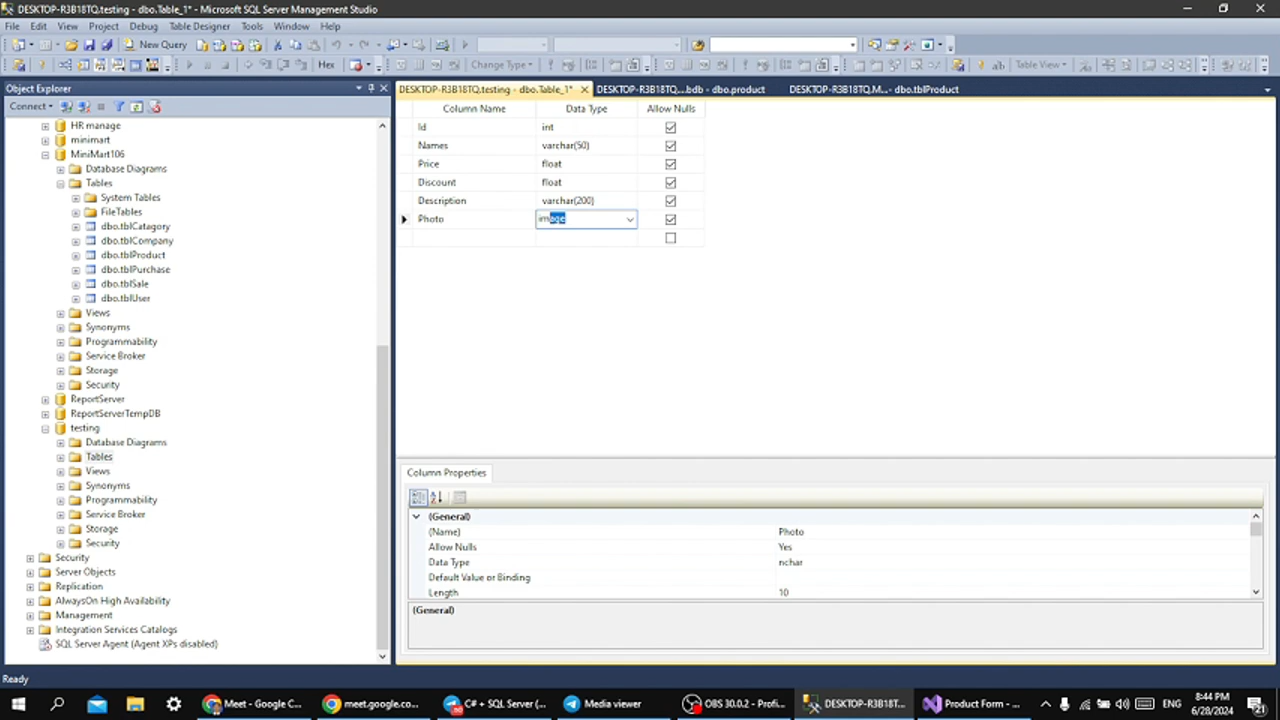 DESKTOP-R3B18TQ.testing - dbo.Table_1* - Microsoft SQL Server Management Studio
File Edit View Project Debug Table Designer Tools Window Help
New Query
Hex Change Type Table View
Object Explorer
Connect
HR manage
minimart
MiniMart106
Database Diagrams
Tables
System Tables
FileTables
dbo.tblCatagory
dbo.tblCompany
dbo.tblProduct
dbo.tblPurchase
dbo.tblSale
dbo.tblUser
Views
Synonyms
Programmability
Service Broker
Storage
Security
ReportServer
ReportServerTempDB
testing
Database Diagrams
Tables
Views
Synonyms
Programmability
Service Broker
Storage
Security
Security
Server Objects
Replication
AlwaysOn High Availability
Management
Integration Services Catalogs
SQL Server Agent (Agent XPs disabled)
DESKTOP-R3B18TQ.testing - dbo.Table_1* DESKTOP-R3B18TQ....bdb - dbo.product DESKTOP-R3B18TQ.M... - dbo.tblProduct
Column Name Data Type Allow Nulls
Id int
Names varchar(50)
Price float
Discount float
Description varchar(200)
Photo image
Column Properties
(General)
(Name) Photo
Allow Nulls Yes
Data Type nchar
Default Value or Binding
Length 10
(General)
Ready
Meet - Google C... meet.google.co... C# + SQL Server (... Media viewer OBS 30.0.2 - Profi... DESKTOP-R3B18T... Product Form - ... ENG
8:44 PM
6/28/2024
21